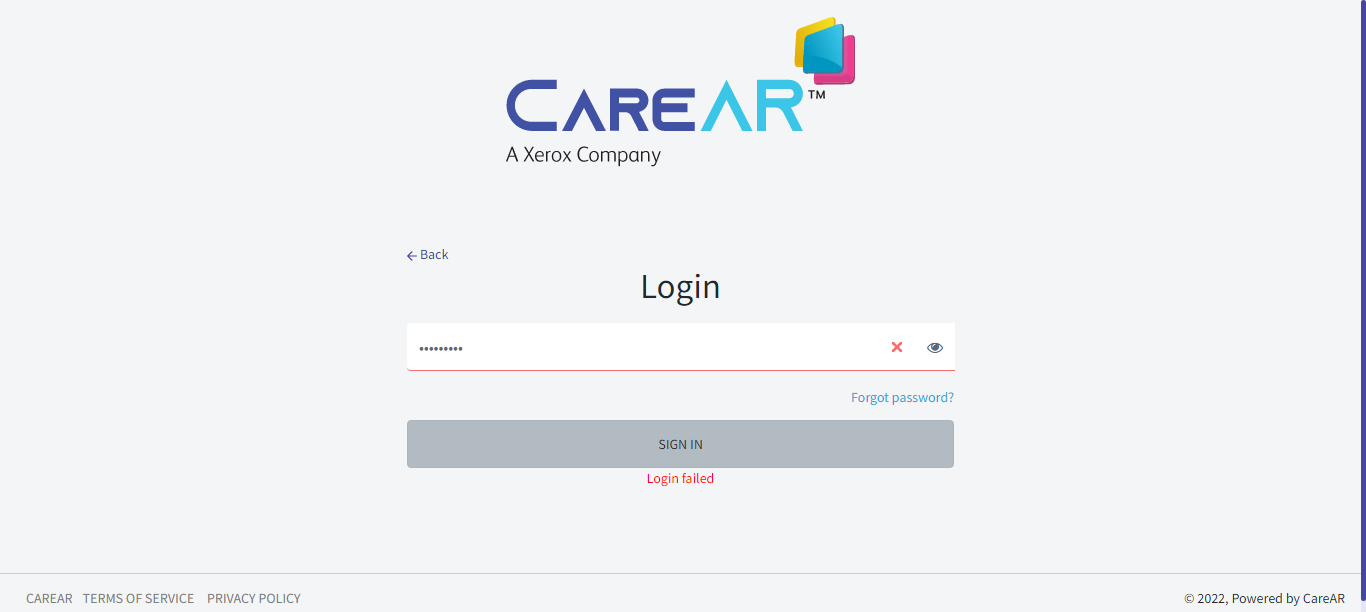 CAREAR™
A Xerox Company
Back
Login
•••••••••
Forgot password?
SIGN IN
Login failed
CAREAR TERMS OF SERVICE PRIVACY POLICY © 2022, Powered by CareAR